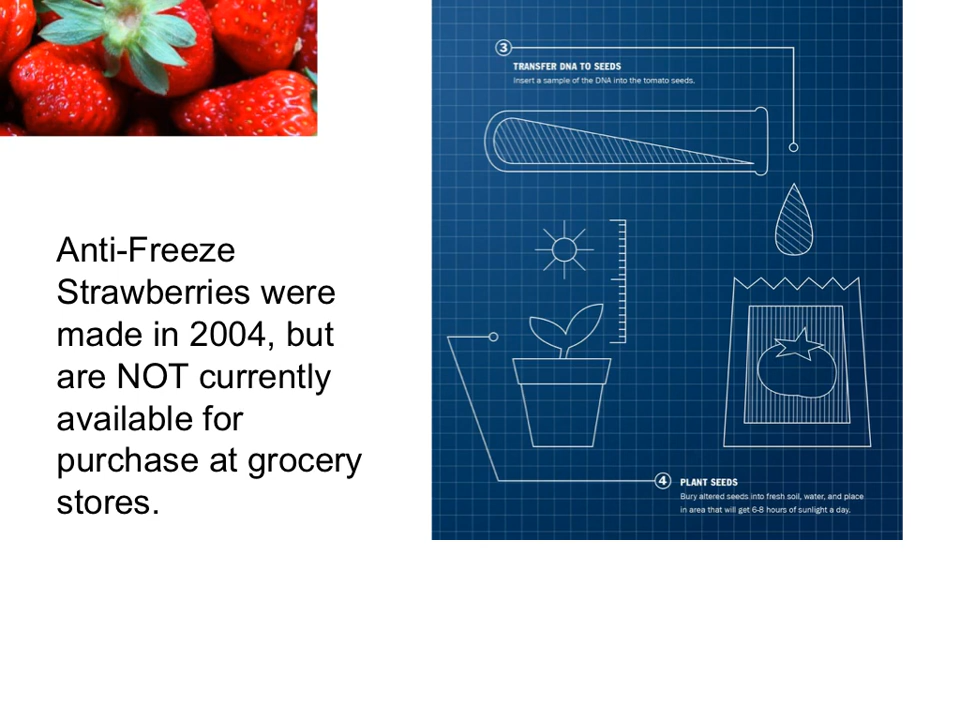 3
TRANSFER DNA TO SEEDS
Insert a sample of the DNA into the tomato seeds.
Anti-Freeze
Strawberries were
made in 2004, but
are NOT currently
available for
purchase at grocery
stores.
4
PLANT SEEDS
Bury altered seeds into fresh soil, water, and place
in area that will get 6-8 hours of sunlight a day.